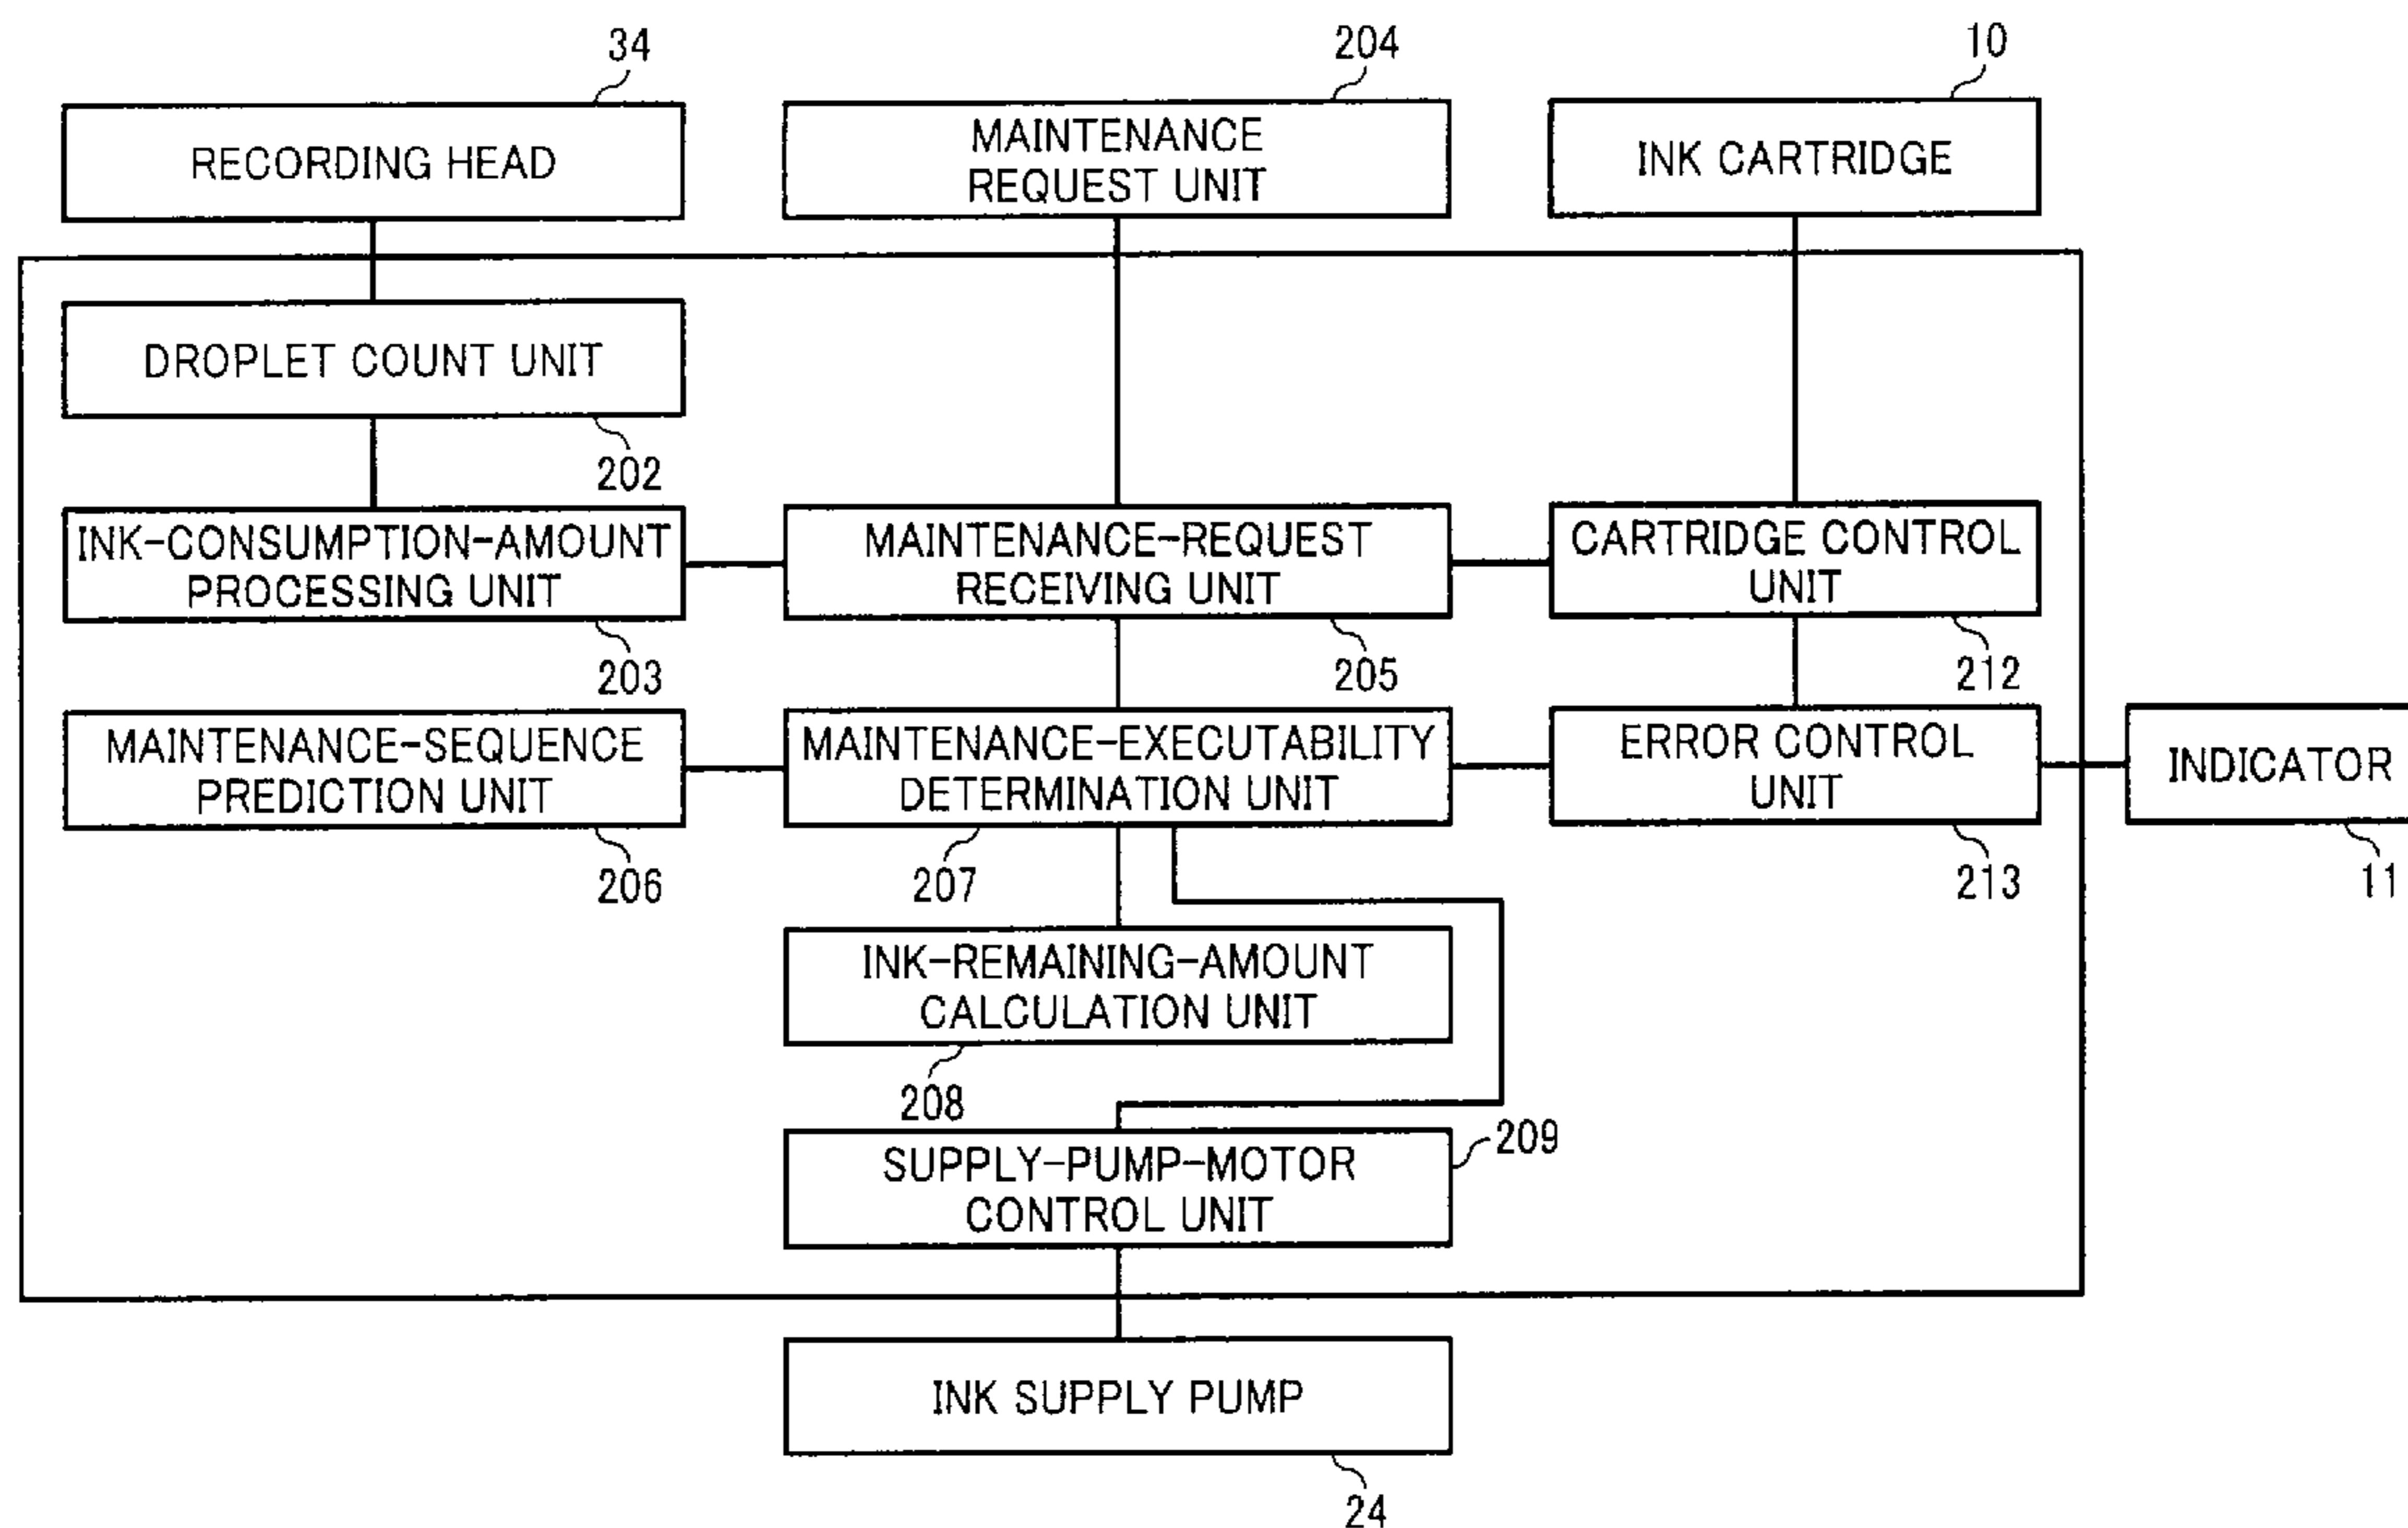 34
204
10
RECORDING HEAD
MAINTENANCE
REQUEST UNIT
INK CARTRIDGE
DROPLET COUNT UNIT
202
INK-CONSUMPTION-AMOUNT
PROCESSING UNIT
203
MAINTENANCE-REQUEST
RECEIVING UNIT
205
CARTRIDGE CONTROL
UNIT
212
MAINTENANCE-SEQUENCE
PREDICTION UNIT
206
MAINTENANCE-EXECUTABILITY
DETERMINATION UNIT
207
ERROR CONTROL
UNIT
213
INDICATOR
11
INK-REMAINING-AMOUNT
CALCULATION UNIT
208
SUPPLY-PUMP-MOTOR
CONTROL UNIT
209
INK SUPPLY PUMP
24